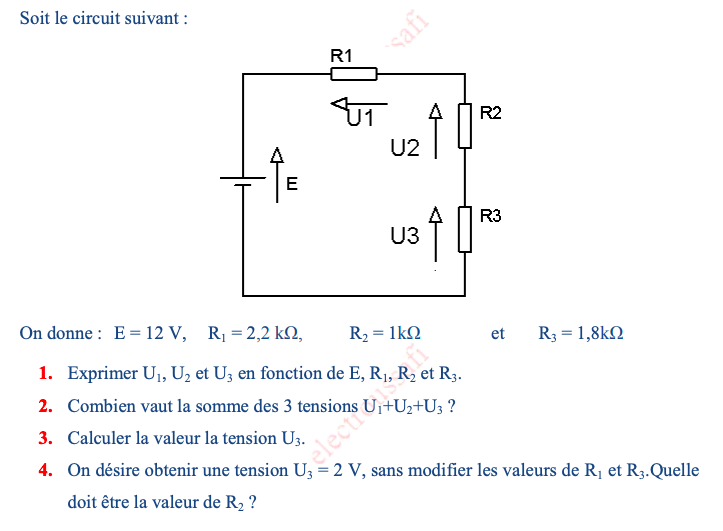 Soit le circuit suivant :
safi
R1
U1
R2
U2
E
R3
U3
On donne : E = 12 V, R₁ = 2,2 kΩ, R₂ = 1kΩ et R₃ = 1,8kΩ
1. Exprimer U₁, U₂ et U₃ en fonction de E, R₁, R₂ et R₃.
2. Combien vaut la somme des 3 tensions U₁+U₂+U₃ ?
3. Calculer la valeur la tension U₃.
4. On désire obtenir une tension U₃ = 2 V, sans modifier les valeurs de R₁ et R₃.Quelle
doit être la valeur de R₂ ?
electroussafi